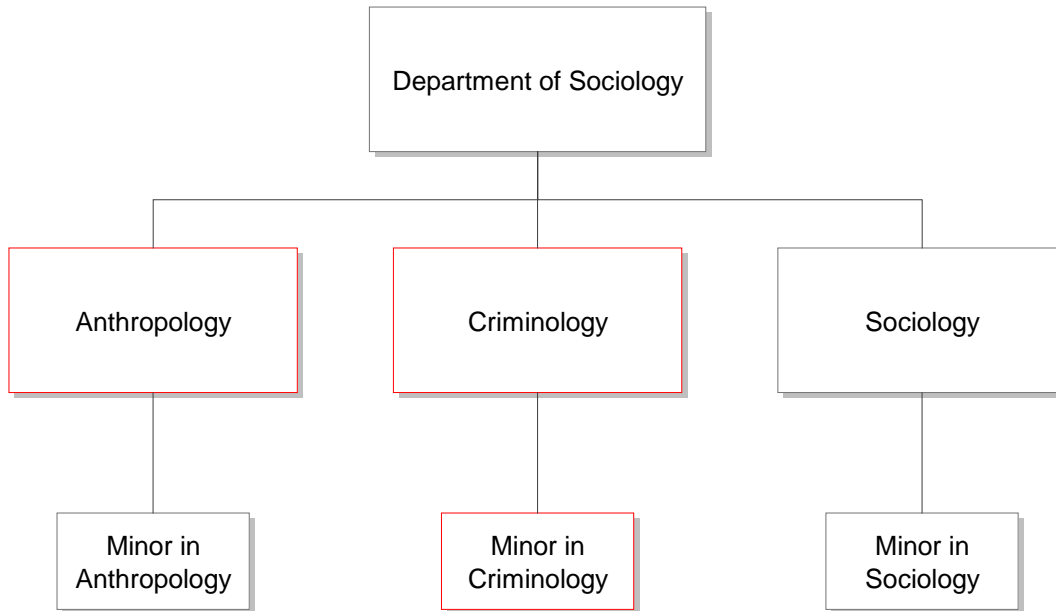 Department of Sociology
Anthropology
Criminology
Sociology
Minor in
Anthropology
Minor in
Criminology
Minor in
Sociology